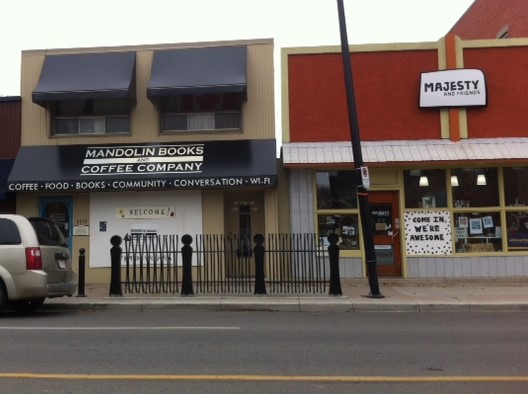 MANDOLIN BOOKS
AND
COFFEE COMPANY
COFFEE · FOOD · BOOKS · COMMUNITY · CONVERSATION · WI-FI
WELCOME
MAJESTY
AND FRIENDS
MAJESTY
COME IN,
WE'RE
AWESOME